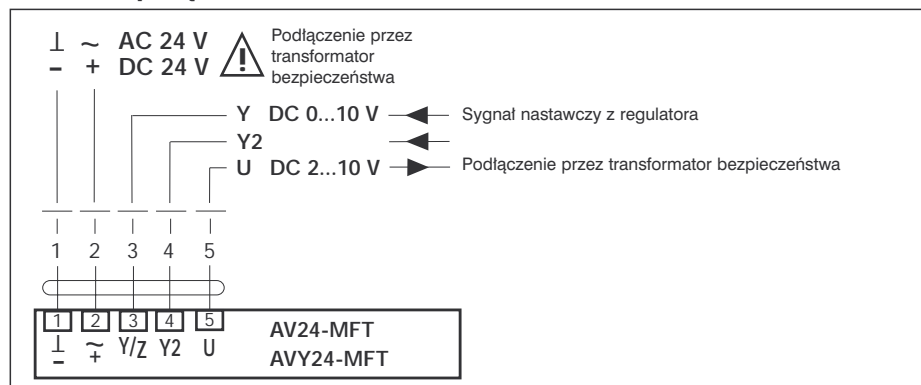 ⊥ ~ AC 24 V
– + DC 24 V
Podłączenie przez
transformator
bezpieczeństwa
Y DC 0...10 V
Sygnał nastawczy z regulatora
Y2
U DC 2...10 V
Podłączenie przez transformator bezpieczeństwa
1 2 3 4 5
1 2 3 4 5
⊥ ~ Y/Z Y2 U
– +
AV24-MFT
AVY24-MFT